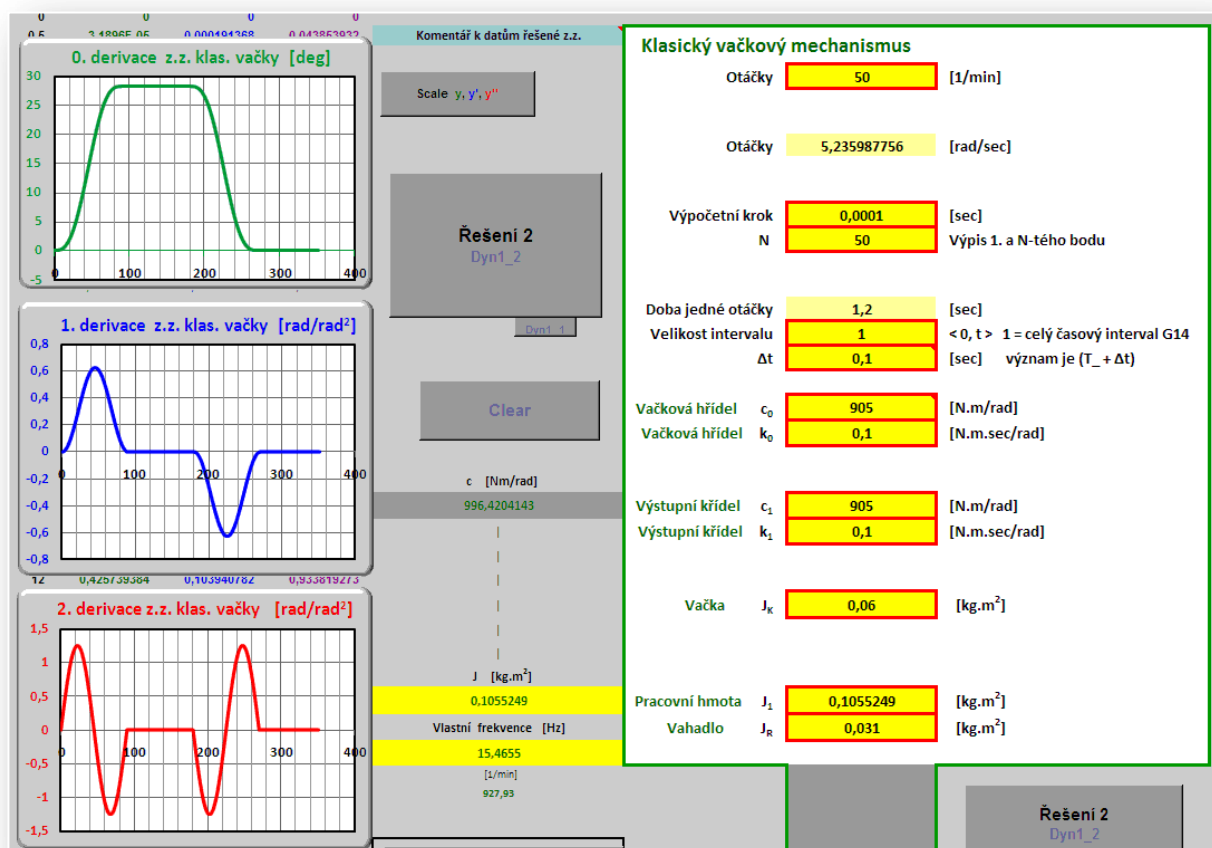 0 0 0 0
0,5 3,1896E-05 0,000191368 0,043853932
0. derivace z.z. klas. vačky [deg]
30
25
20
15
10
5
0
-5
0 100 200 300 400
1. derivace z.z. klas. vačky [rad/rad²]
0,8
0,6
0,4
0,2
0
-0,2
-0,4
-0,6
-0,8
0 100 200 300 400
12 0,425739384 0,103940782 0,933819273
2. derivace z.z. klas. vačky [rad/rad²]
1,5
1
0,5
0
-0,5
-1
-1,5
0 100 200 300 400
Komentář k datům řešené z.z.
Scale y, y', y''
Řešení 2
Dyn1_2
Dyn1_1
Clear
c [Nm/rad]
996,4204143
J [kg.m²]
0,1055249
Vlastní frekvence [Hz]
15,4655
[1/min]
927,93
Klasický vačkový mechanismus
Otáčky 50 [1/min]
Otáčky 5,235987756 [rad/sec]
Výpočetní krok 0,0001 [sec]
N 50 Výpis 1. a N-tého bodu
Doba jedné otáčky 1,2 [sec]
Velikost intervalu 1 < 0, t > 1 = celý časový interval G14
Δt 0,1 [sec] význam je (T_ + Δt)
Vačková hřídel c₀ 905 [N.m/rad]
Vačková hřídel k₀ 0,1 [N.m.sec/rad]
Výstupní křídel c₁ 905 [N.m/rad]
Výstupní křídel k₁ 0,1 [N.m.sec/rad]
Vačka J_K 0,06 [kg.m²]
Pracovní hmota J₁ 0,1055249 [kg.m²]
Vahadlo J_R 0,031 [kg.m²]
Řešení 2
Dyn1_2